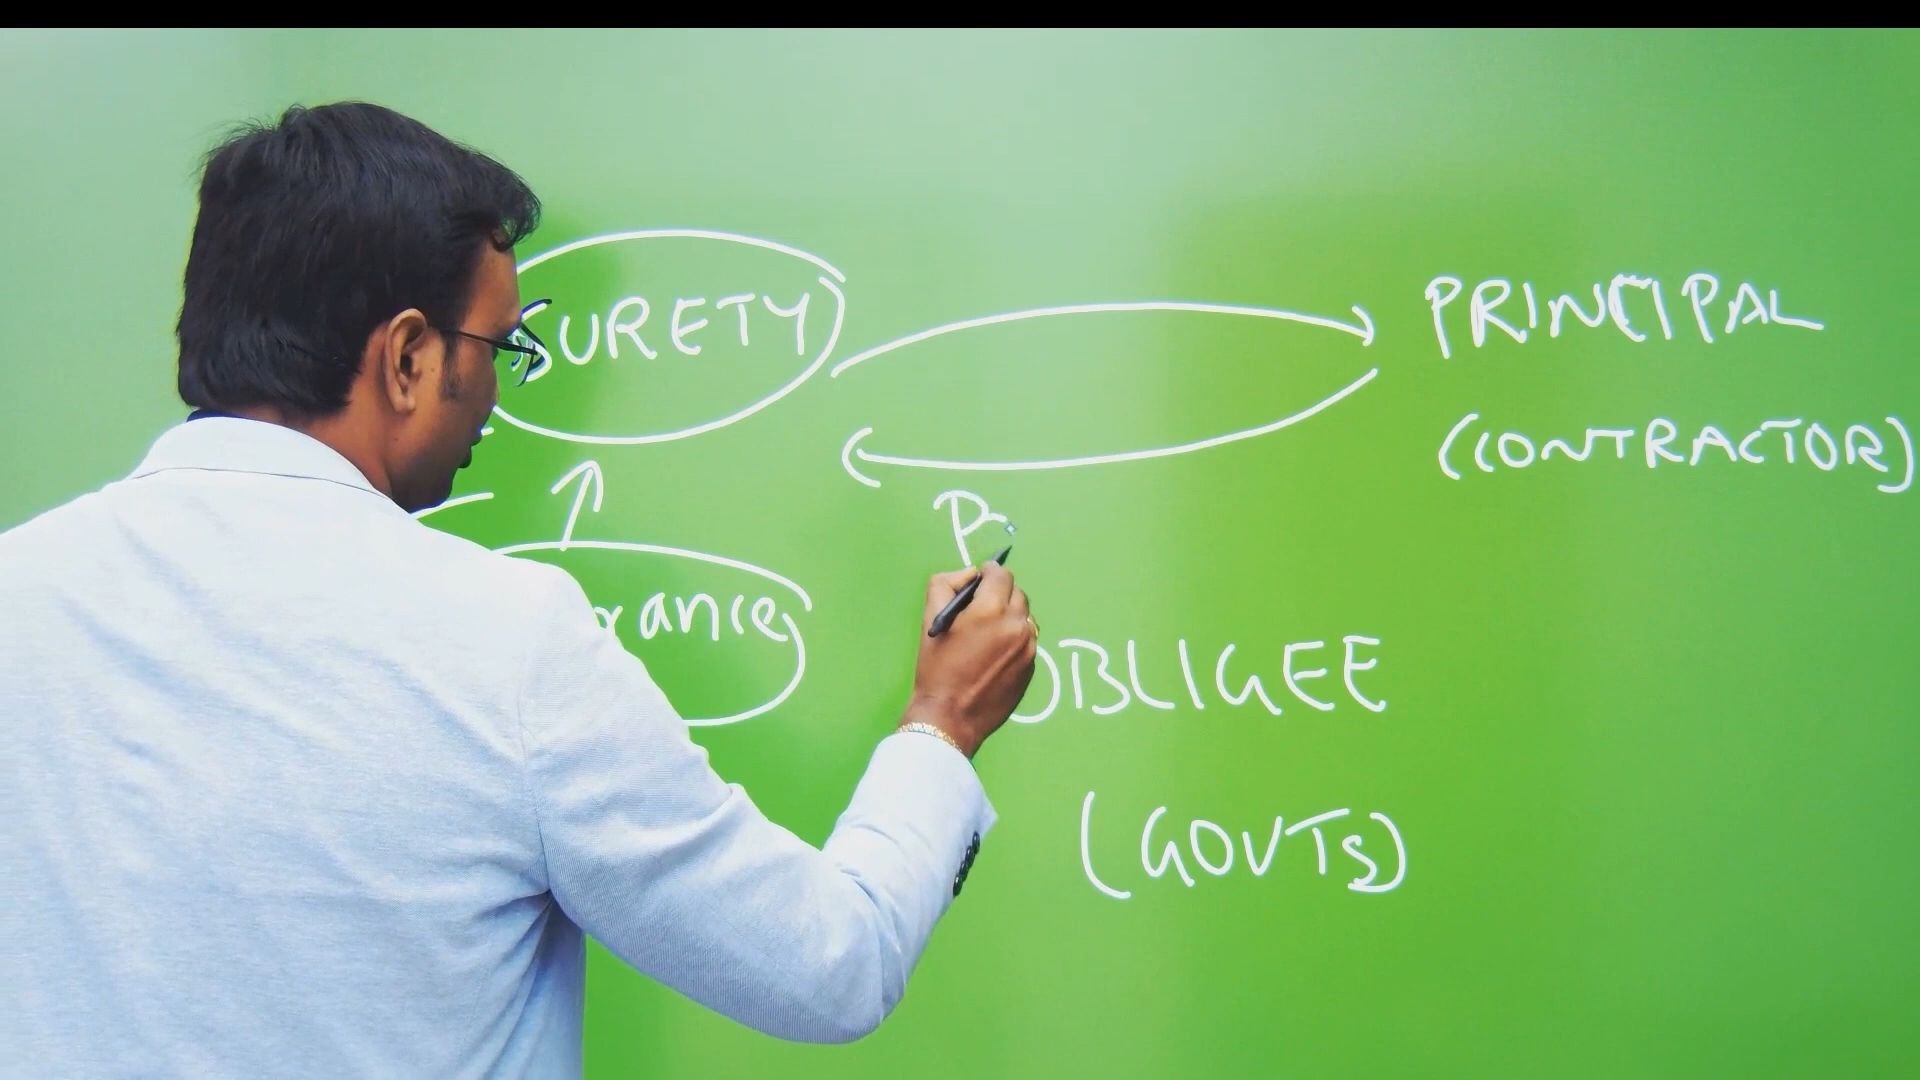 SURETY
PRINCIPAL
(CONTRACTOR)
OBLIGEE
(GOVTS)